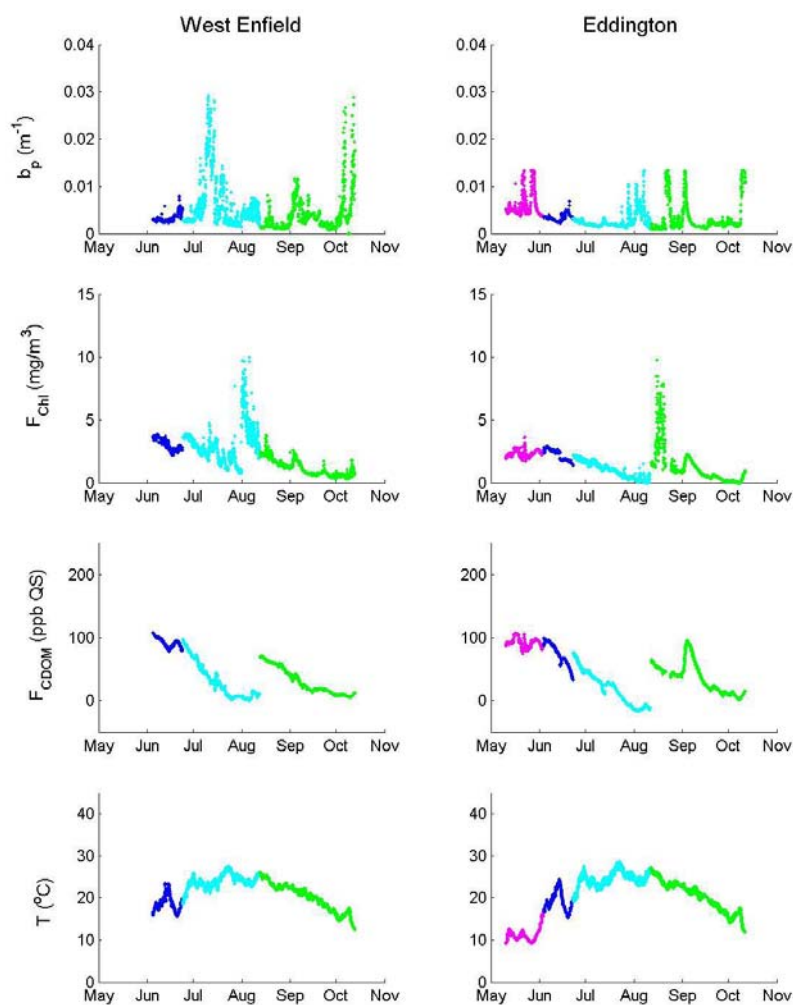 West Enfield
Eddington
0.04
0.03
0.02
0.01
0
b_p (m^-1)
May Jun Jul Aug Sep Oct Nov
0.04
0.03
0.02
0.01
0
May Jun Jul Aug Sep Oct Nov
15
10
5
0
F_Chl (mg/m^3)
May Jun Jul Aug Sep Oct Nov
15
10
5
0
May Jun Jul Aug Sep Oct Nov
200
100
0
F_CDOM (ppb QS)
May Jun Jul Aug Sep Oct Nov
200
100
0
May Jun Jul Aug Sep Oct Nov
40
30
20
10
0
T (°C)
May Jun Jul Aug Sep Oct Nov
40
30
20
10
0
May Jun Jul Aug Sep Oct Nov